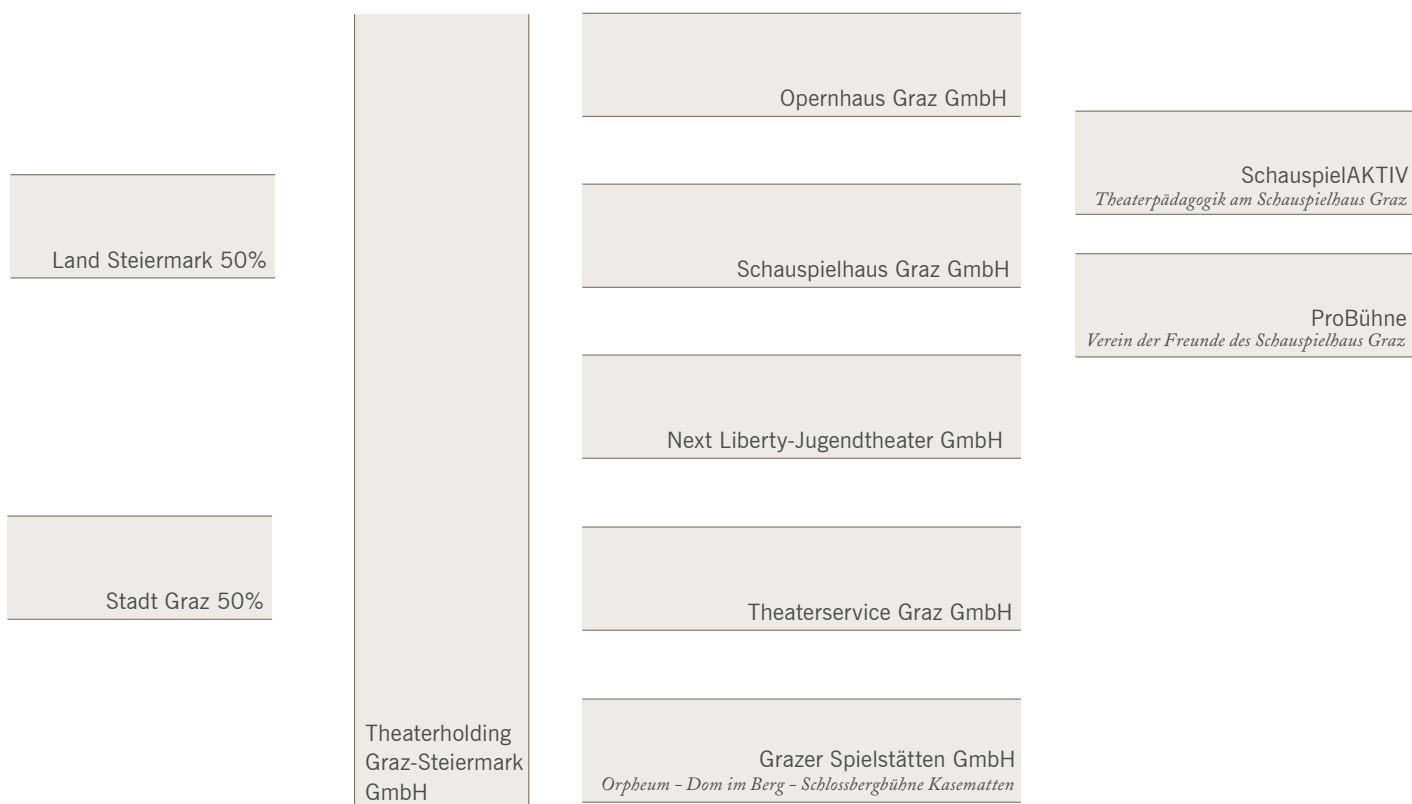 Land Steiermark 50%
Stadt Graz 50%
Theaterholding
Graz-Steiermark
GmbH
Opernhaus Graz GmbH
Schauspielhaus Graz GmbH
Next Liberty-Jugendtheater GmbH
Theaterservice Graz GmbH
Grazer Spielstätten GmbH
Orpheum – Dom im Berg – Schlossbergbühne Kasematten
SchauspielAKTIV
Theaterpädagogik am Schauspielhaus Graz
ProBühne
Verein der Freunde des Schauspielhaus Graz